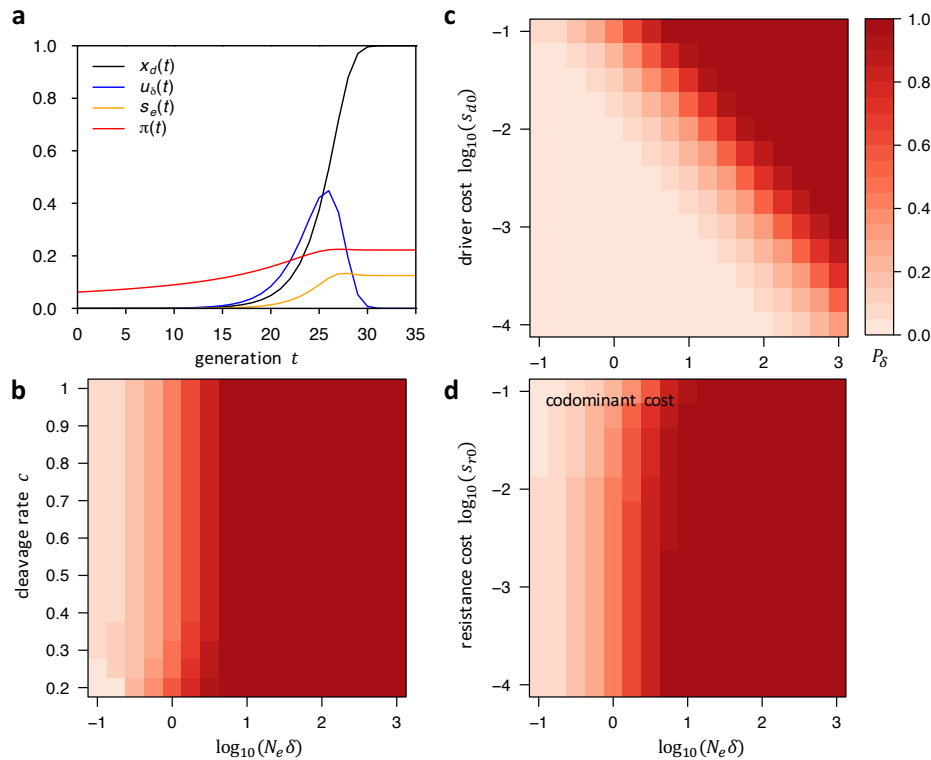 a
1.0
0.8
0.6
0.4
0.2
0.0
x_d(t)
u_δ(t)
s_e(t)
π(t)
0 5 10 15 20 25 30 35
generation t
c
−1
−2
−3
−4
driver cost log₁₀(s_d0)
−1 0 1 2 3
1.0
0.8
0.6
0.4
0.2
0.0
P_δ
b
1
0.9
0.8
0.7
0.6
0.5
0.4
0.3
0.2
deavage rate c
−1 0 1 2 3
log₁₀(N_e δ)
d
codominant cost
−1
−2
−3
−4
resistance cost log₁₀(s_r0)
−1 0 1 2 3
log₁₀(N_e δ)